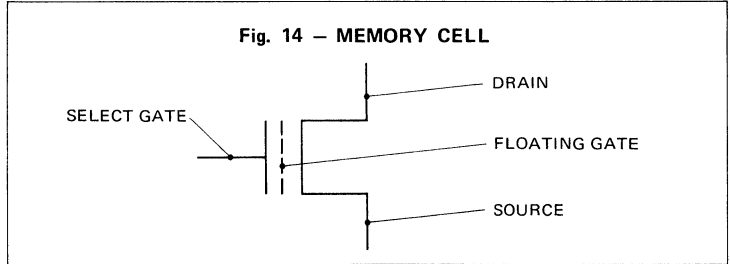 Fig. 14 — MEMORY CELL
DRAIN
SELECT GATE
FLOATING GATE
SOURCE